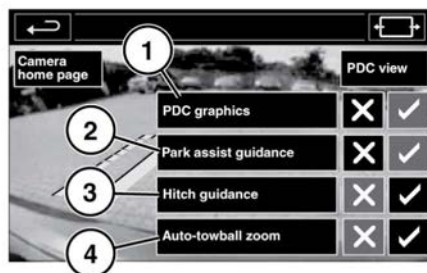 Camera
home page
PDC view
1
PDC graphics
2
Park assist guidance
3
Hitch guidance
4
Auto-towball zoom